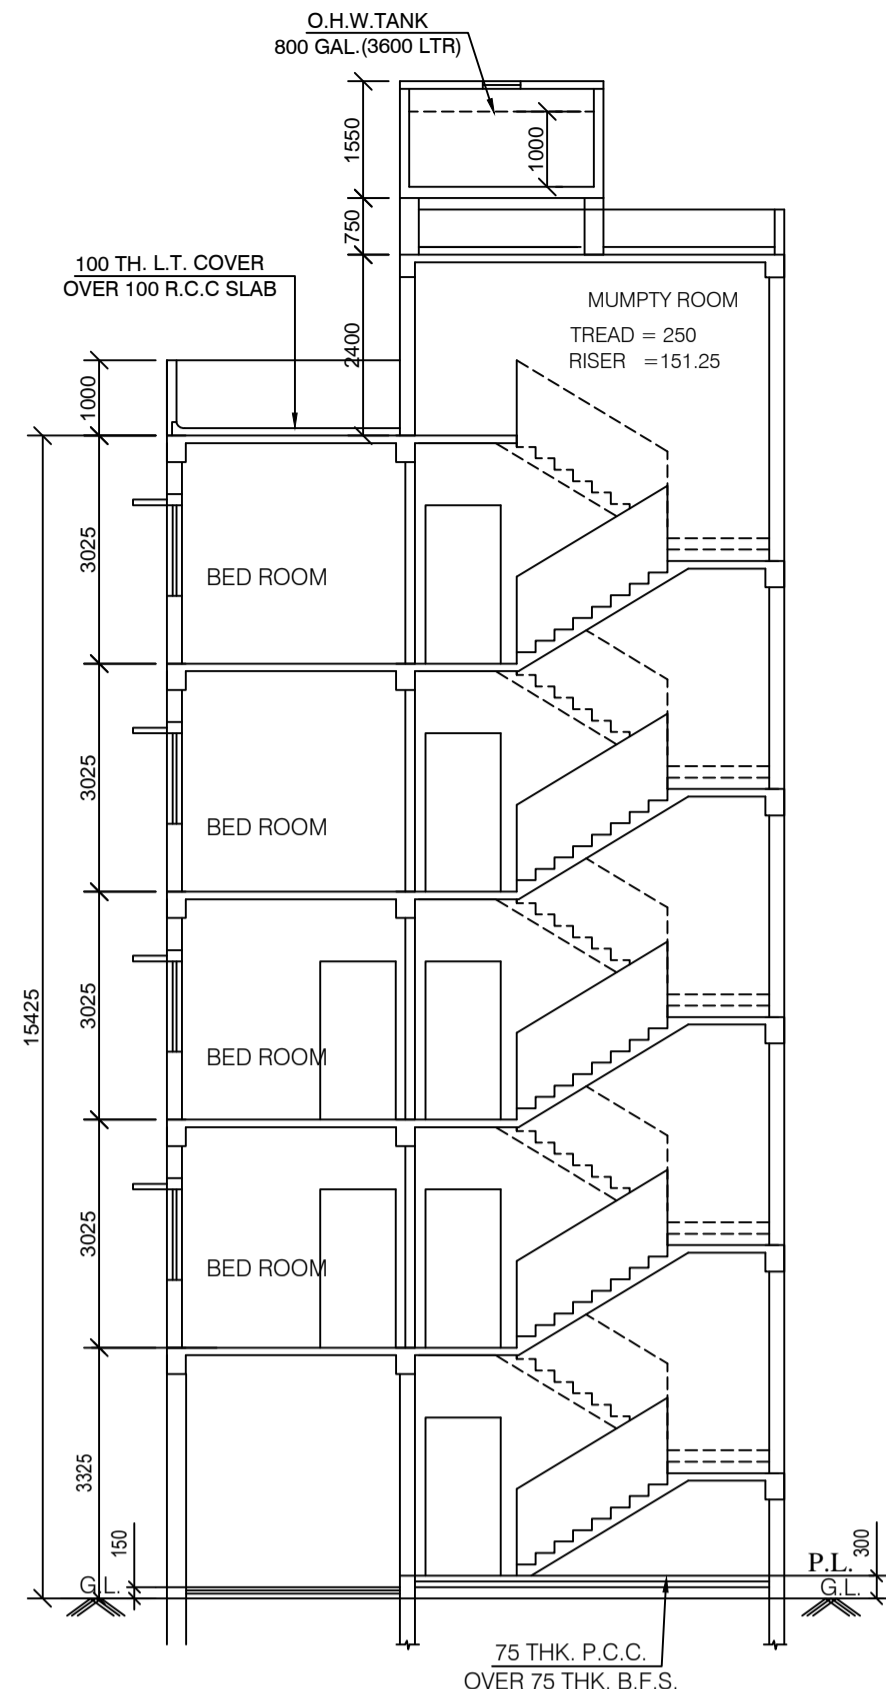 O.H.W.TANK
800 GAL.(3600 LTR)
1550
1000
750
100 TH. L.T. COVER
OVER 100 R.C.C SLAB
MUMPTY ROOM
TREAD = 250
RISER =151.25
2400
1000
3025
BED ROOM
3025
BED ROOM
15425
3025
BED ROOM
3025
BED ROOM
3325
150
300
P.L.
G.L.
G.L.
75 THK. P.C.C.
OVER 75 THK. B.F.S.